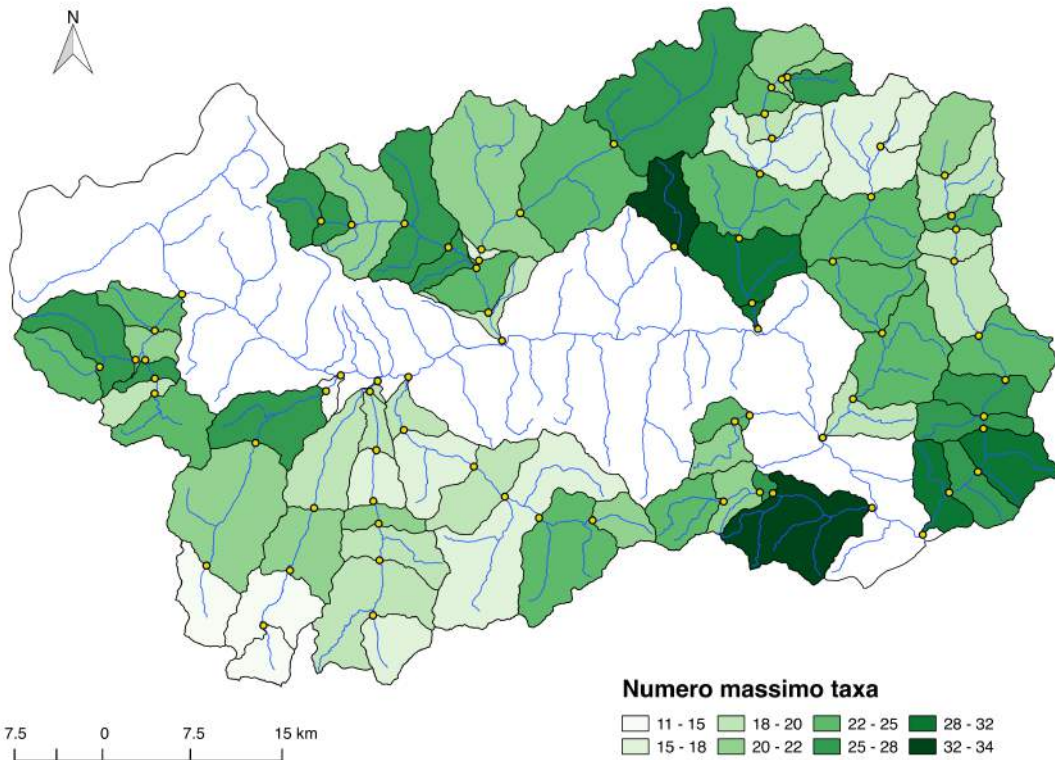 N
Numero massimo taxa
11 - 15 18 - 20 22 - 25 28 - 32
15 - 18 20 - 22 25 - 28 32 - 34
7.5 0 7.5 15 km